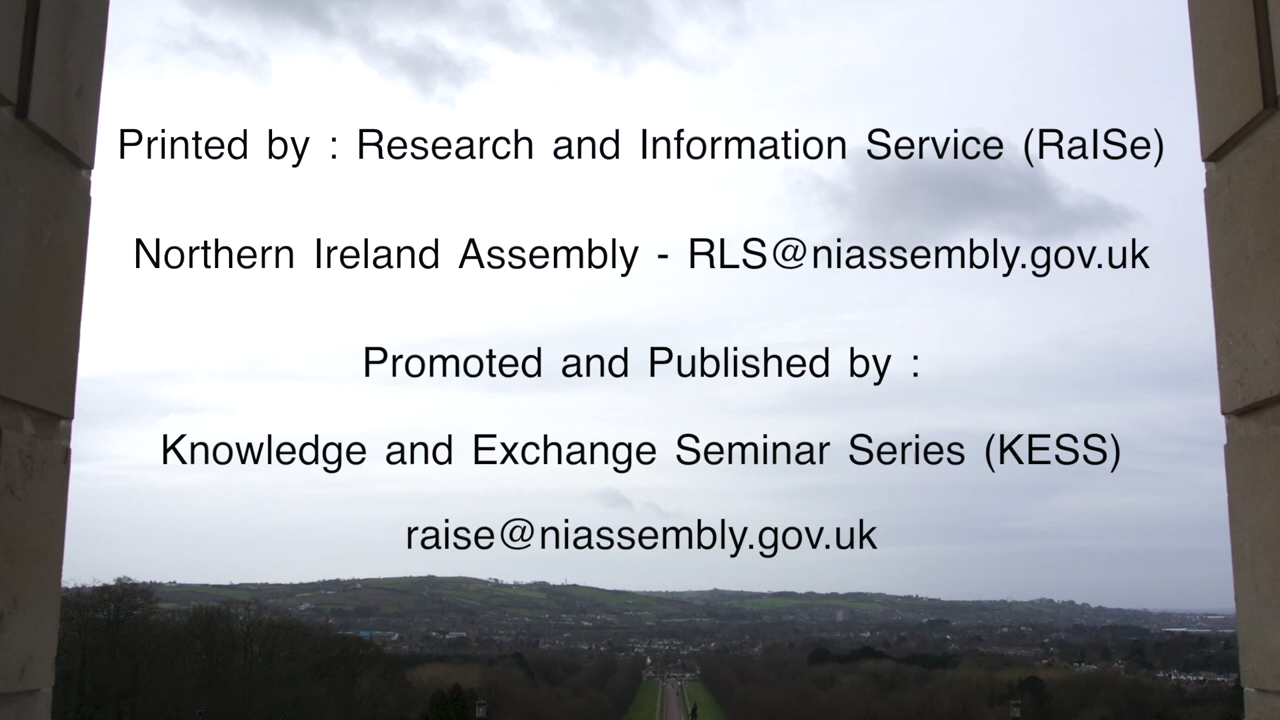 Printed by : Research and Information Service (RaISe)
Northern Ireland Assembly - RLS@niassembly.gov.uk
Promoted and Published by :
Knowledge and Exchange Seminar Series (KESS)
raise@niassembly.gov.uk